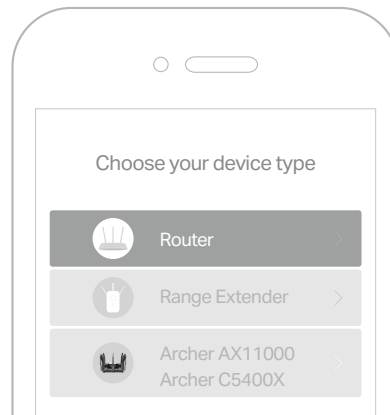 Choose your device type
Router
Range Extender
Archer AX11000
Archer C5400X